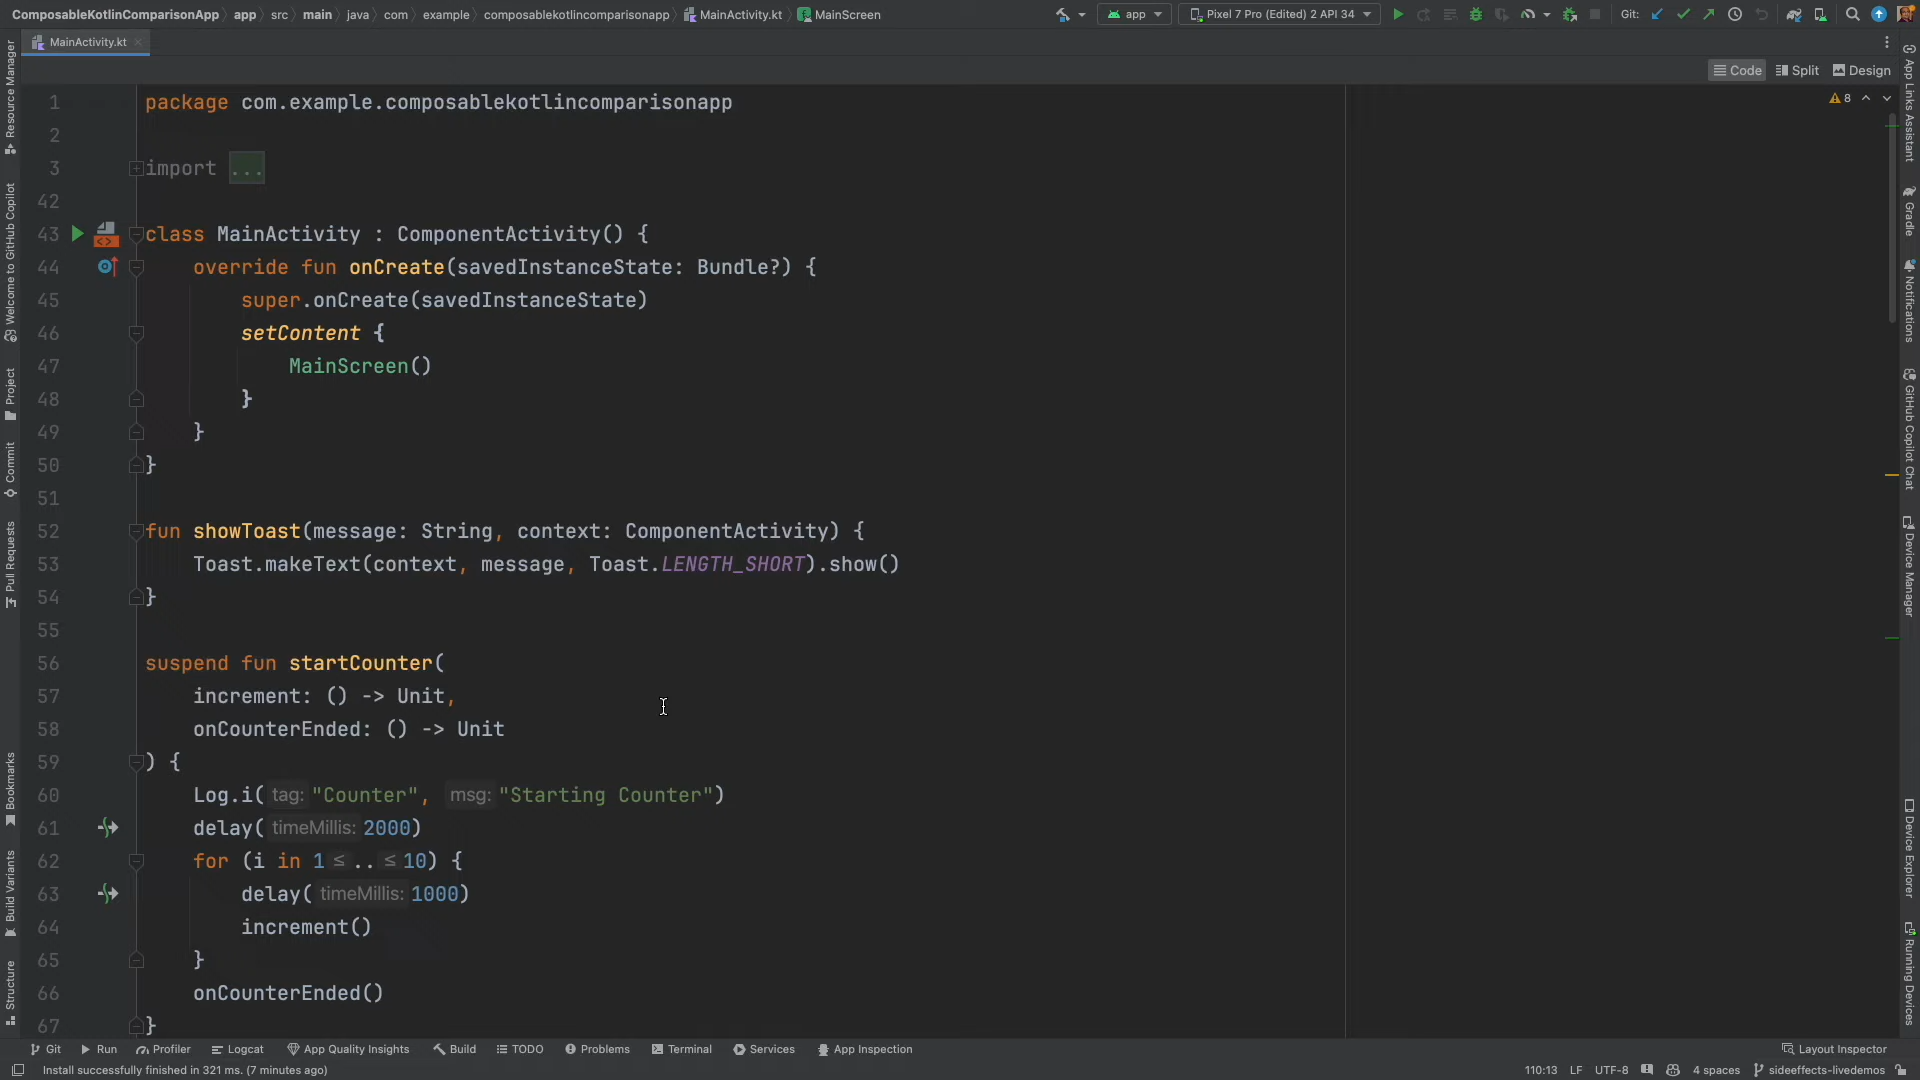 ComposableKotlinComparisonApp > app > src > main > java > com > example > composablekotlincomparisonapp > MainActivity.kt > MainScreen
app
Pixel 7 Pro (Edited) 2 API 34
Git:
MainActivity.kt
Code
Split
Design
8
1 package com.example.composablekotlincomparisonapp
2
3 import ...
42
43 class MainActivity : ComponentActivity() {
44 override fun onCreate(savedInstanceState: Bundle?) {
45 super.onCreate(savedInstanceState)
46 setContent {
47 MainScreen()
48 }
49 }
50 }
51
52 fun showToast(message: String, context: ComponentActivity) {
53 Toast.makeText(context, message, Toast.LENGTH_SHORT).show()
54 }
55
56 suspend fun startCounter(
57 increment: () -> Unit,
58 onCounterEnded: () -> Unit
59 ) {
60 Log.i( tag: "Counter", msg: "Starting Counter")
61 delay( timeMillis: 2000)
62 for (i in 1 ≤ .. ≤ 10) {
63 delay( timeMillis: 1000)
64 increment()
65 }
66 onCounterEnded()
67 }
Resource Manager
Welcome to GitHub Copilot
Project
Commit
Pull Requests
Bookmarks
Build Variants
Structure
App Links Assistant
Gradle
Notifications
GitHub Copilot Chat
Device Manager
Device Explorer
Running Devices
Git
Run
Profiler
Logcat
App Quality Insights
Build
TODO
Problems
Terminal
Services
App Inspection
Layout Inspector
Install successfully finished in 321 ms. (7 minutes ago)
110:13
LF
UTF-8
4 spaces
sideeffects-livedemos